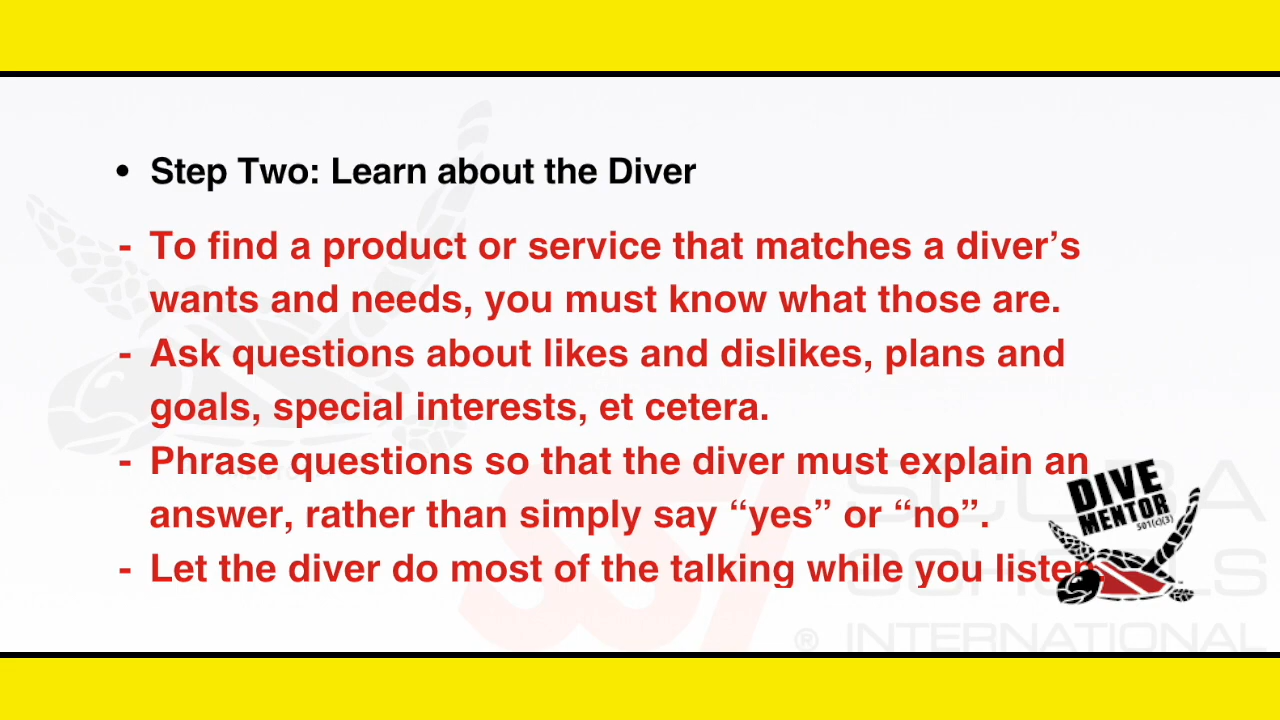 • Step Two: Learn about the Diver
- To find a product or service that matches a diver’s
wants and needs, you must know what those are.
- Ask questions about likes and dislikes, plans and
goals, special interests, et cetera.
- Phrase questions so that the diver must explain an
answer, rather than simply say “yes” or “no”.
- Let the diver do most of the talking while you listen.
DIVE
MENTOR
501(c)(3)
SSI
SCUBA
SCHOOLS
® INTERNATIONAL